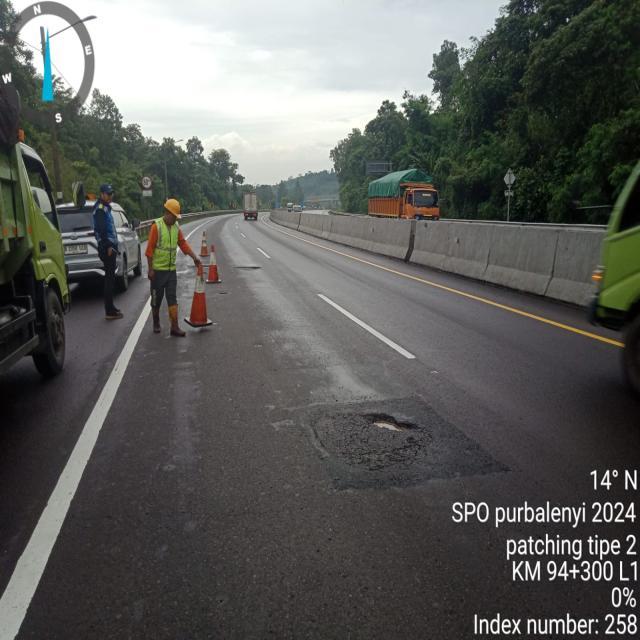 N
E
S
W
14° N
SPO purbalenyi 2024
patching tipe 2
KM 94+300 L1
0%
Index number: 258